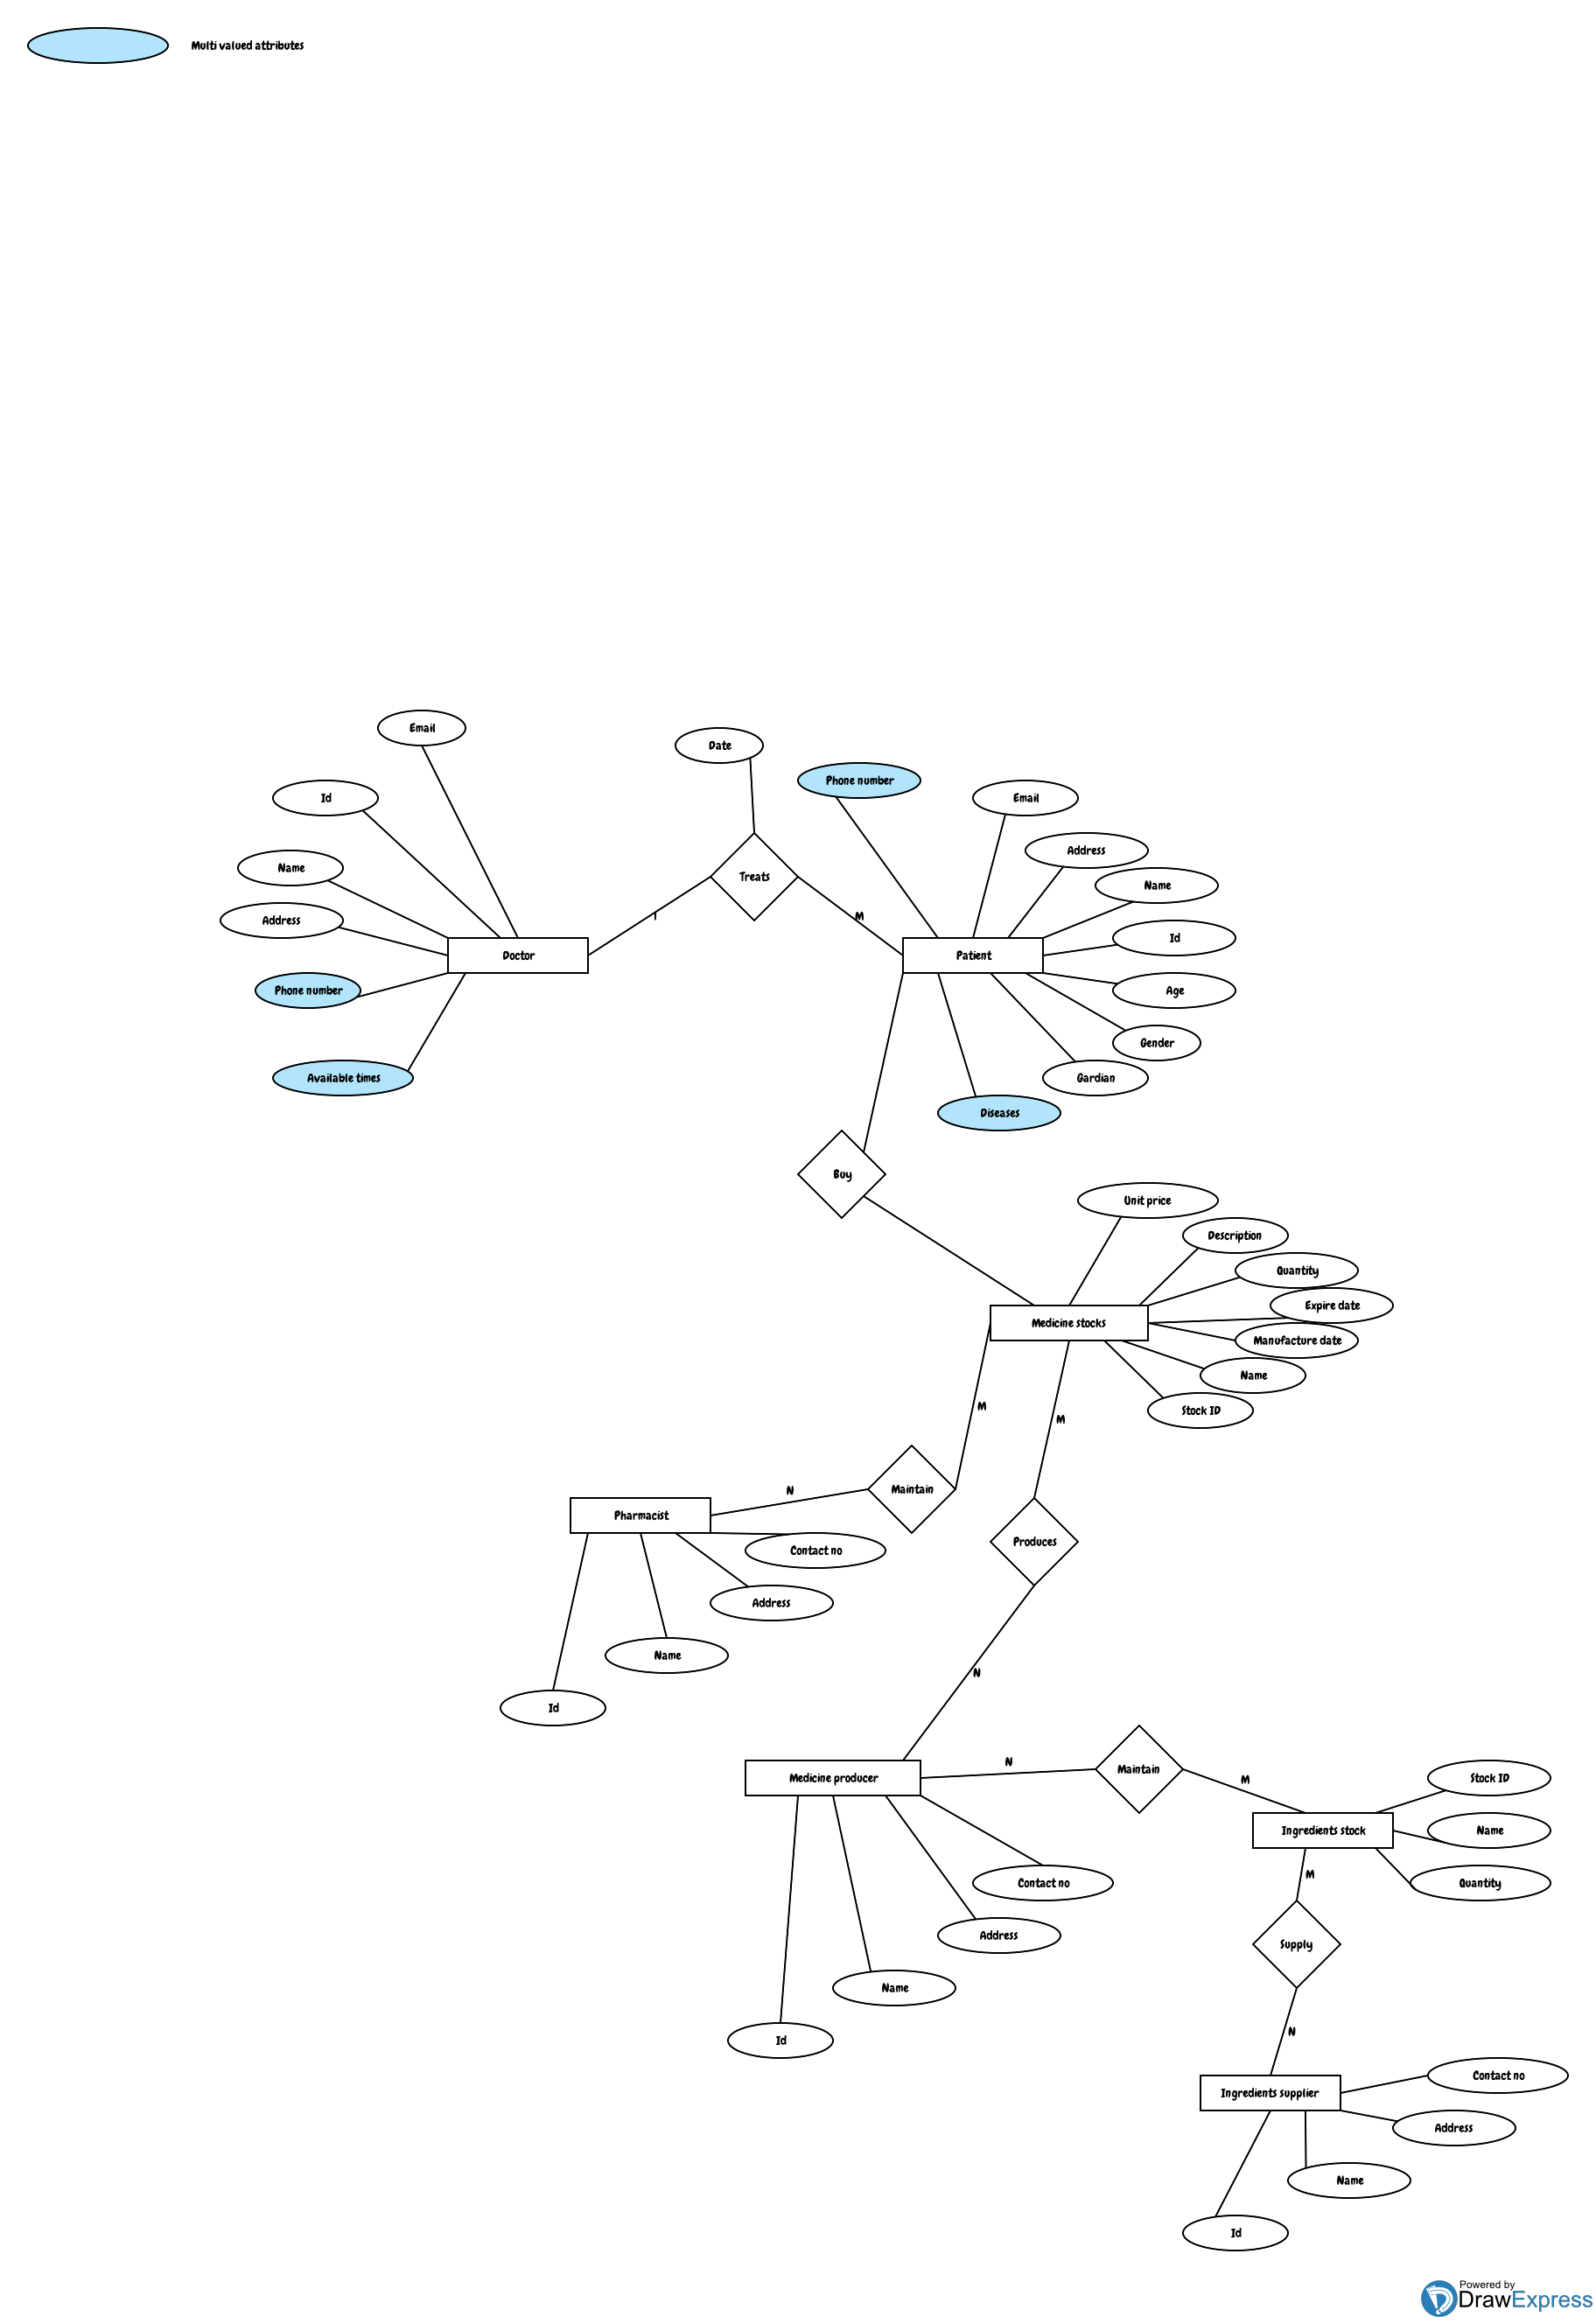 Multi valued attributes
Email
Date
Phone number
Id
Email
Address
Name
Name
Treats
Address
1
M
Id
Doctor
Patient
Phone number
Age
Gender
Available times
Gardian
Diseases
Buy
Unit price
Description
Quantity
Expire date
Medicine stocks
Manufacture date
Name
M
Stock ID
M
N
Maintain
Pharmacist
Produces
Contact no
Address
Name
N
Id
N
Maintain
Medicine producer
M
Stock ID
Ingredients stock
Name
M
Contact no
Quantity
Address
Supply
Name
N
Id
Contact no
Ingredients supplier
Address
Name
Id
Powered by
DrawExpress